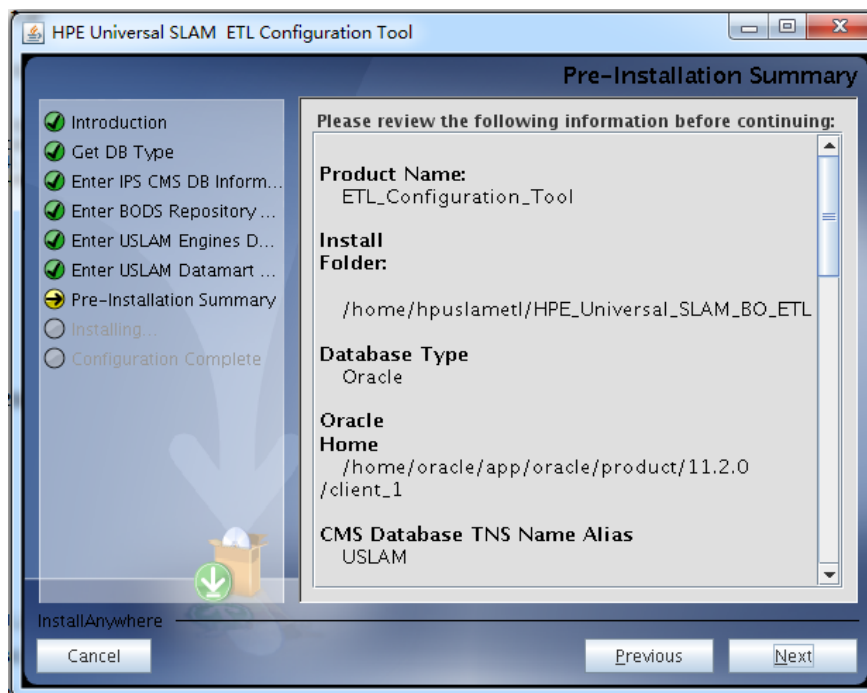 HPE Universal SLAM  ETL Configuration Tool
Pre-Installation Summary
Introduction
Get DB Type
Enter IPS CMS DB Inform...
Enter BODS Repository ...
Enter USLAM Engines D...
Enter USLAM Datamart ...
Pre-Installation Summary
Installing...
Configuration Complete
Please review the following information before continuing:
Product Name:
ETL_Configuration_Tool
Install
Folder:
/home/hpuslametl/HPE_Universal_SLAM_BO_ETL
Database Type
Oracle
Oracle
Home
/home/oracle/app/oracle/product/11.2.0
/client_1
CMS Database TNS Name Alias
USLAM
InstallAnywhere
Cancel
Previous
Next